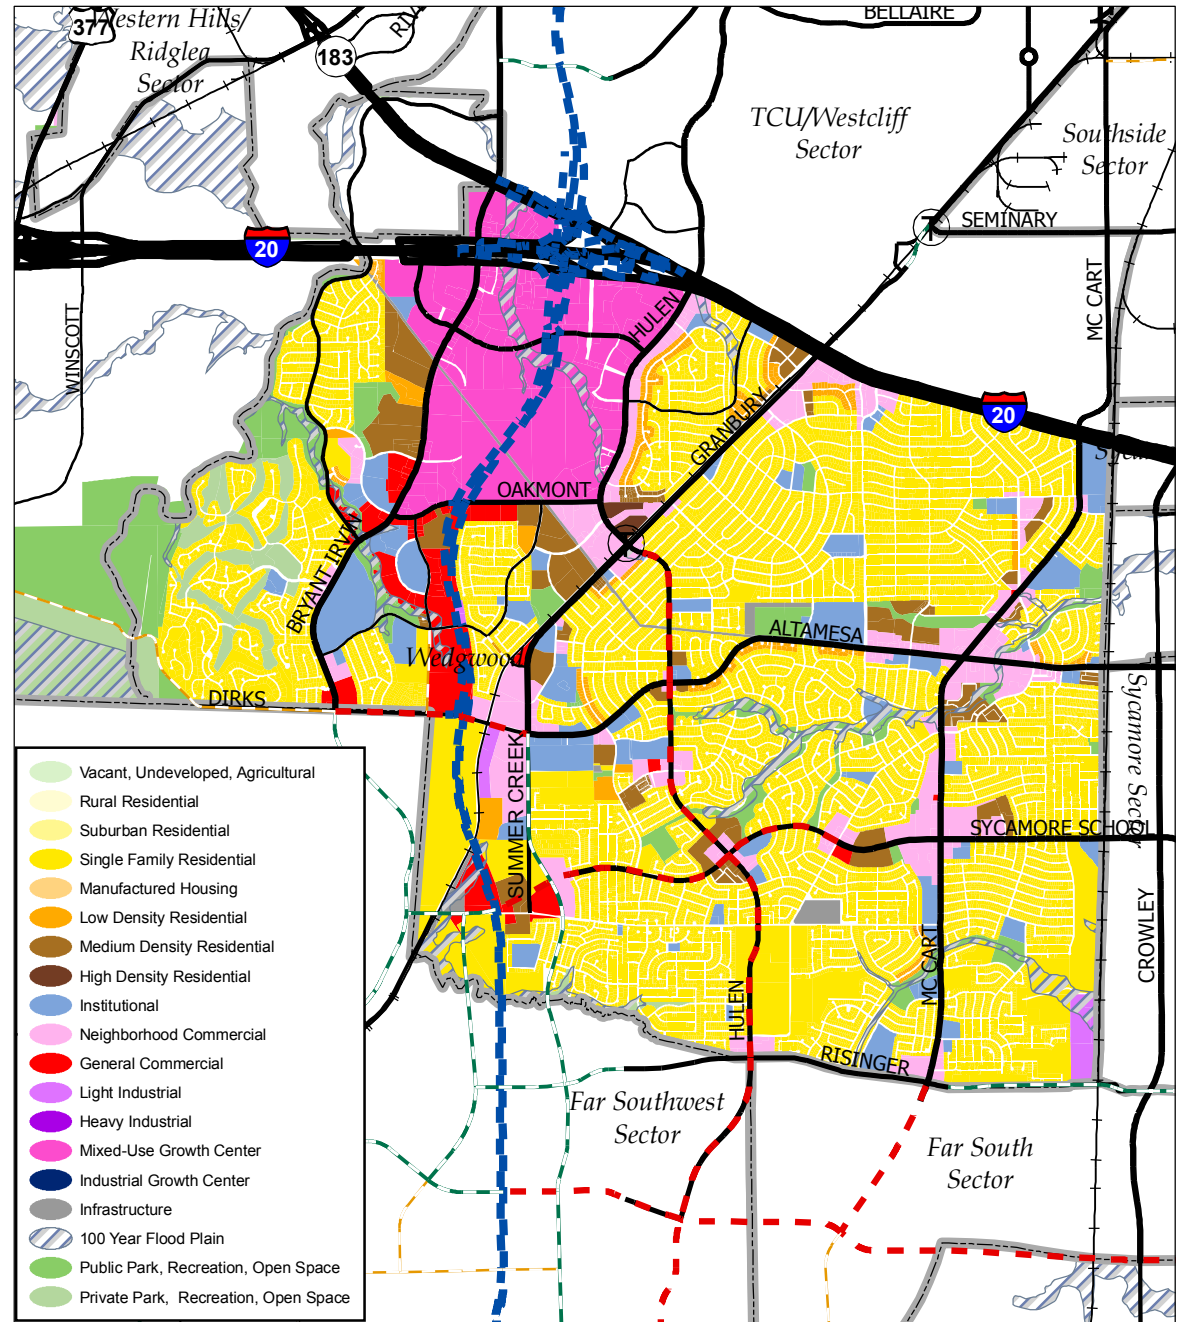 Western Hills/
Ridglea
Sector
377
183
BELLAIRE
TCU/Westcliff
Sector
Southside
Sector
T
SEMINARY
20
WINSCOTT
MC CART
HULEN
20
GRANBURY
OAKMONT
BRYANT IRVIN
ALTAMESA
Wedgwood
DIRKS
Sycamore Sector
SUMMER CREEK
SYCAMORE SCHOOL
CROWLEY
MC CART
HULEN
RISINGER
Far Southwest
Sector
Far South
Sector
Vacant, Undeveloped, Agricultural
Rural Residential
Suburban Residential
Single Family Residential
Manufactured Housing
Low Density Residential
Medium Density Residential
High Density Residential
Institutional
Neighborhood Commercial
General Commercial
Light Industrial
Heavy Industrial
Mixed-Use Growth Center
Industrial Growth Center
Infrastructure
100 Year Flood Plain
Public Park, Recreation, Open Space
Private Park, Recreation, Open Space